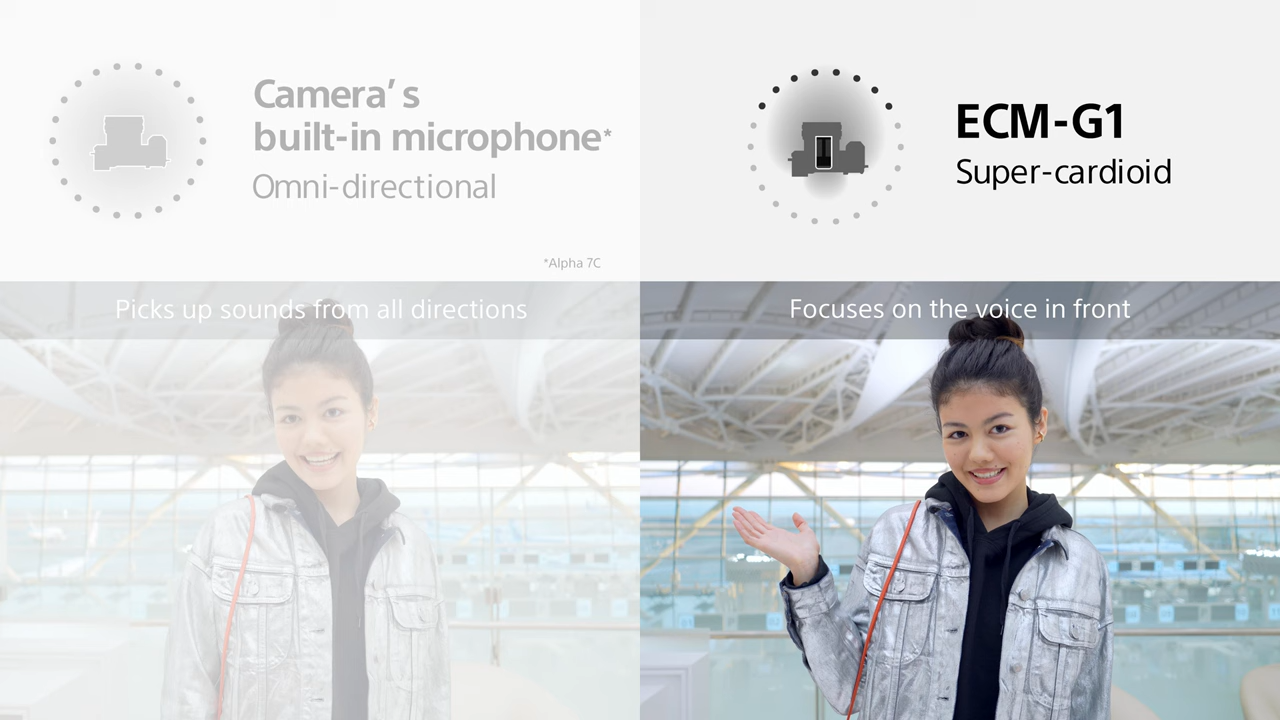 Camera's
built-in microphone*
Omni-directional
*Alpha 7C
Picks up sounds from all directions
ECM-G1
Super-cardioid
Focuses on the voice in front